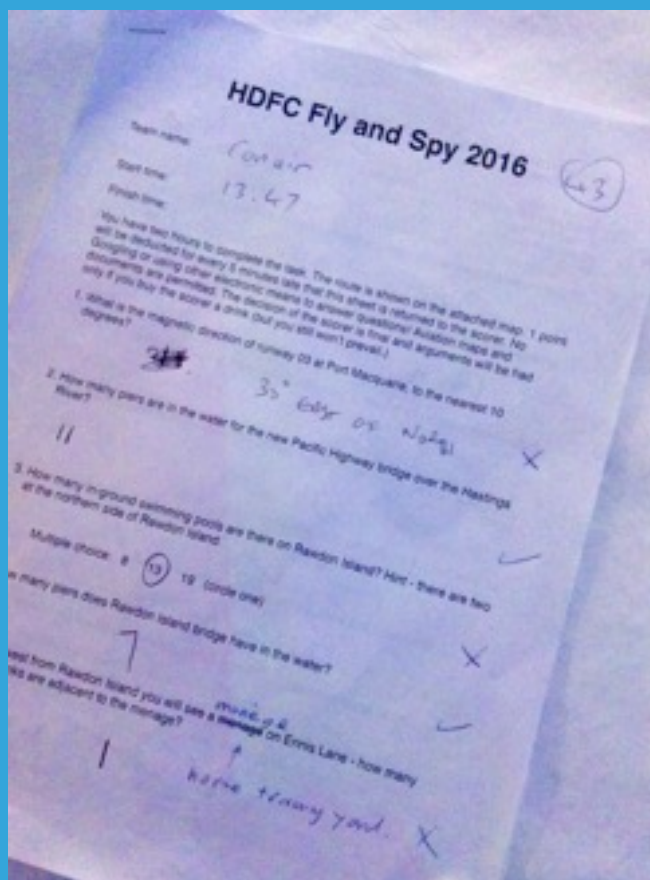 HDFC Fly and Spy 2016
43
Team name:
Start time: 13.47
Finish time:
You have two hours to complete the task. The route is shown on the attached map. 1 point
will be deducted for every 5 minutes late that this sheet is returned to the scorer. No
Googling or using other electronic means to answer questions! Aviation maps and
documents are permitted. The decision of the scorer is final and arguments will be had
only if you buy the scorer a drink (but you still won't prevail.)
1. What is the magnetic direction of runway 03 at Port Macquarie, to the nearest 10
degrees?
35° East of North
X
2. How many piers are in the water for the new Pacific Highway bridge over the Hastings
River?
11
3. How many in-ground swimming pools are there on Rawdon Island? Hint - there are two
at the northern side of Rawdon Island.
Multiple choice: 8 13 19 (circle one)
X
w many piers does Rawdon Island bridge have in the water?
7
menage
west from Rawdon Island you will see a menage on Ennis Lane - how many
are adjacent to the menage?
1
horse yard. X